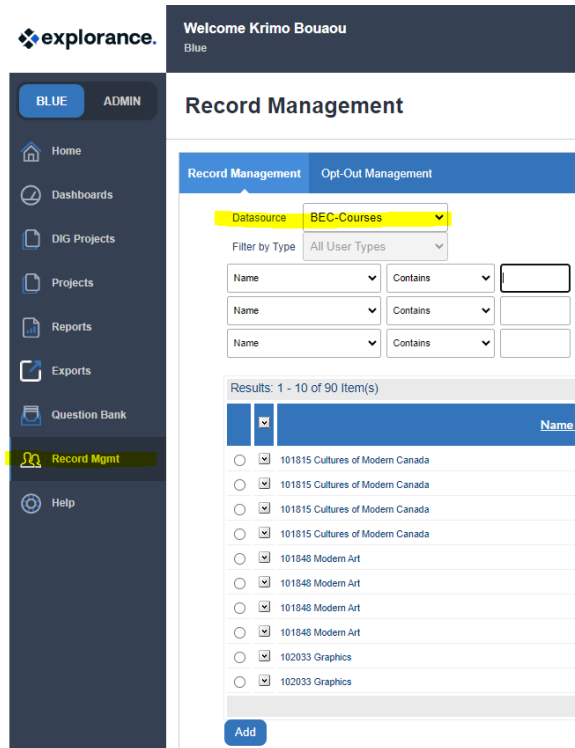 explorance.
Welcome Krimo Bouaou
Blue
BLUE ADMIN
Record Management
Home
Dashboards
DIG Projects
Projects
Reports
Exports
Question Bank
Record Mgmt
Help
Record Management Opt-Out Management
Datasource BEC-Courses
Filter by Type All User Types
Name Contains
Name Contains
Name Contains
Results: 1 - 10 of 90 Item(s)
Name
101815 Cultures of Modern Canada
101815 Cultures of Modern Canada
101815 Cultures of Modern Canada
101815 Cultures of Modern Canada
101848 Modern Art
101848 Modern Art
101848 Modern Art
101848 Modern Art
102033 Graphics
102033 Graphics
Add